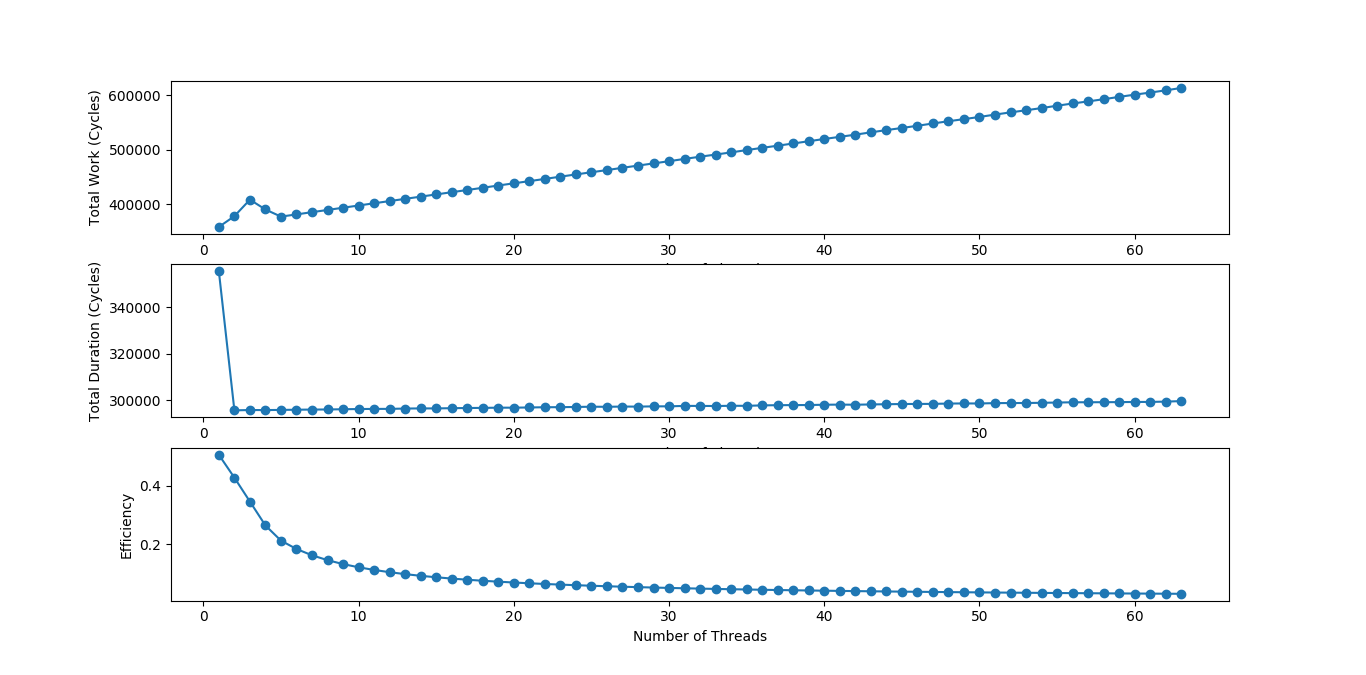 Total Work (Cycles)
600000
500000
400000
0 10 20 30 40 50 60
Total Duration (Cycles)
340000
320000
300000
0 10 20 30 40 50 60
Efficiency
0.4
0.2
0 10 20 30 40 50 60
Number of Threads